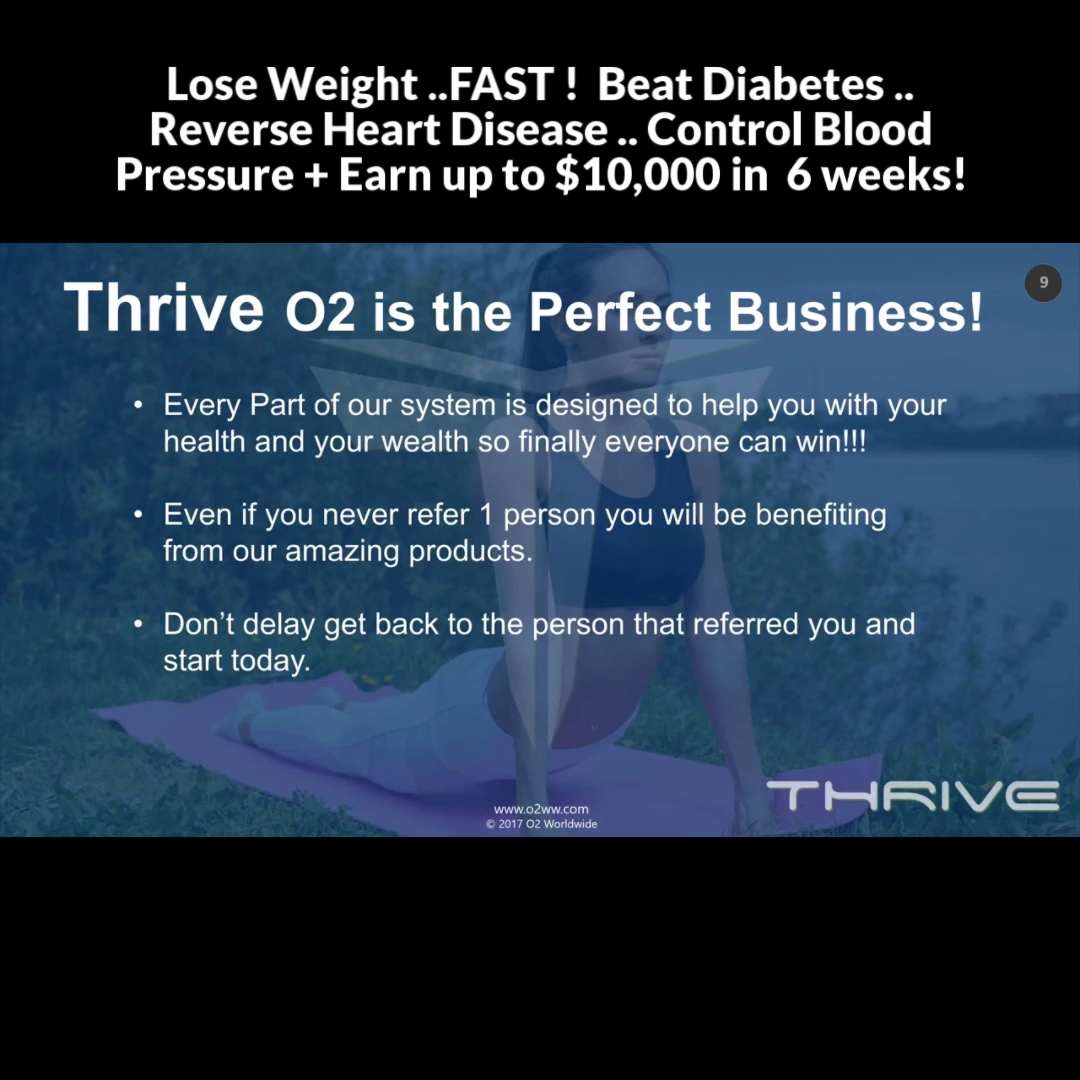 Lose Weight ..FAST !  Beat Diabetes ..
Reverse Heart Disease .. Control Blood
Pressure + Earn up to $10,000 in  6 weeks!
9
Thrive O2 is the Perfect Business!
• Every Part of our system is designed to help you with your
health and your wealth so finally everyone can win!!!
• Even if you never refer 1 person you will be benefiting
from our amazing products.
• Don’t delay get back to the person that referred you and
start today.
THRIVE
www.o2ww.com
© 2017 O2 Worldwide